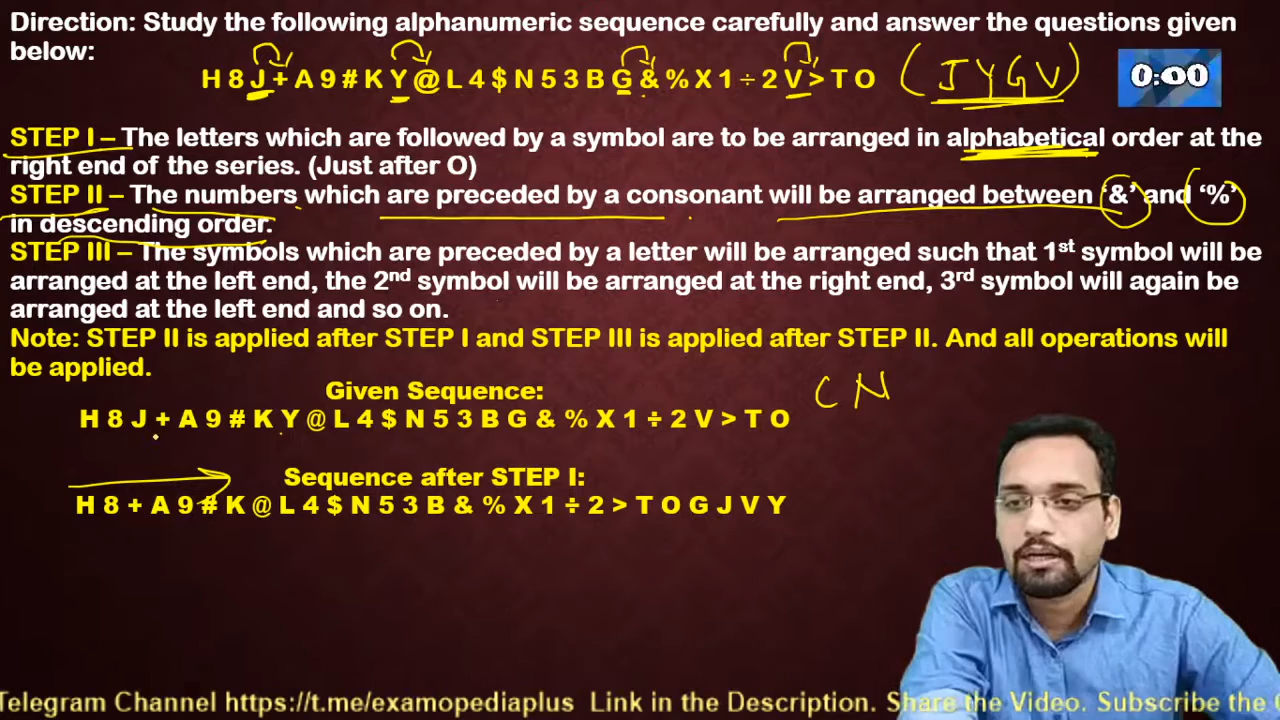 Direction: Study the following alphanumeric sequence carefully and answer the questions given
below:
H 8 J + A 9 # K Y @ L 4 $ N 5 3 B G & % X 1 ÷ 2 V > T O (JYGV) 0:00
STEP I – The letters which are followed by a symbol are to be arranged in alphabetical order at the
right end of the series. (Just after O)
STEP II – The numbers which are preceded by a consonant will be arranged between ‘&’ and ‘%’
in descending order.
STEP III – The symbols which are preceded by a letter will be arranged such that 1st symbol will be
arranged at the left end, the 2nd symbol will be arranged at the right end, 3rd symbol will again be
arranged at the left end and so on.
Note: STEP II is applied after STEP I and STEP III is applied after STEP II. And all operations will
be applied.
Given Sequence:
C N
H 8 J + A 9 # K Y @ L 4 $ N 5 3 B G & % X 1 ÷ 2 V > T O
Sequence after STEP I:
H 8 + A 9 # K @ L 4 $ N 5 3 B & % X 1 ÷ 2 > T O G J V Y
Telegram Channel https://t.me/examopediaplus Link in the Description. Share the Video. Subscribe the